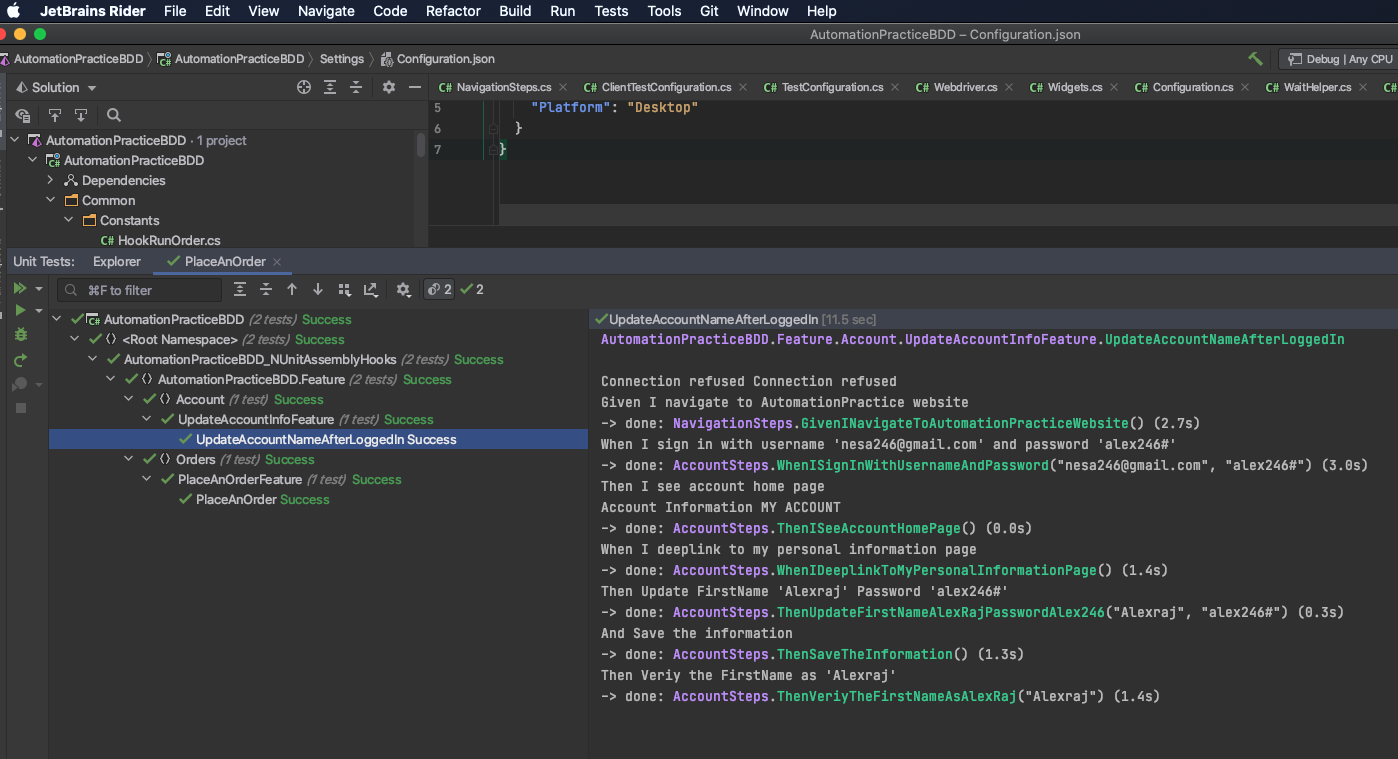 JetBrains Rider File Edit View Navigate Code Refactor Build Run Tests Tools Git Window Help
AutomationPracticeBDD – Configuration.json
AutomationPracticeBDD AutomationPracticeBDD Settings Configuration.json Debug | Any CPU
Solution
C# NavigationSteps.cs C# ClientTestConfiguration.cs C# TestConfiguration.cs C# Webdriver.cs C# Widgets.cs C# Configuration.cs C# WaitHelper.cs C#
5 "Platform": "Desktop"
6 }
7 }
AutomationPracticeBDD · 1 project
AutomationPracticeBDD
Dependencies
Common
Constants
C# HookRunOrder.cs
Unit Tests: Explorer PlaceAnOrder
⌘F to filter 2 2
AutomationPracticeBDD (2 tests) Success
<Root Namespace> (2 tests) Success
AutomationPracticeBDD_NUnitAssemblyHooks (2 tests) Success
AutomationPracticeBDD.Feature (2 tests) Success
Account (1 test) Success
UpdateAccountInfoFeature (1 test) Success
UpdateAccountNameAfterLoggedIn Success
Orders (1 test) Success
PlaceAnOrderFeature (1 test) Success
PlaceAnOrder Success
UpdateAccountNameAfterLoggedIn [11.5 sec]
AutomationPracticeBDD.Feature.Account.UpdateAccountInfoFeature.UpdateAccountNameAfterLoggedIn
Connection refused Connection refused
Given I navigate to AutomationPractice website
-> done: NavigationSteps.GivenINavigateToAutomationPracticeWebsite() (2.7s)
When I sign in with username 'nesa246@gmail.com' and password 'alex246#'
-> done: AccountSteps.WhenISignInWithUsernameAndPassword("nesa246@gmail.com", "alex246#") (3.0s)
Then I see account home page
Account Information MY ACCOUNT
-> done: AccountSteps.ThenISeeAccountHomePage() (0.0s)
When I deeplink to my personal information page
-> done: AccountSteps.WhenIDeeplinkToMyPersonalInformationPage() (1.4s)
Then Update FirstName 'Alexraj' Password 'alex246#'
-> done: AccountSteps.ThenUpdateFirstNameAlexRajPasswordAlex246("Alexraj", "alex246#") (0.3s)
And Save the information
-> done: AccountSteps.ThenSaveTheInformation() (1.3s)
Then Veriy the FirstName as 'Alexraj'
-> done: AccountSteps.ThenVeriyTheFirstNameAsAlexRaj("Alexraj") (1.4s)